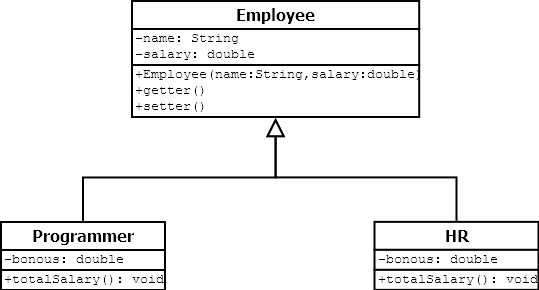 Employee
-name: String
-salary: double
+Employee(name:String,salary:double)
+getter()
+setter()
Programmer
-bonous: double
+totalSalary(): void
HR
-bonous: double
+totalSalary(): void